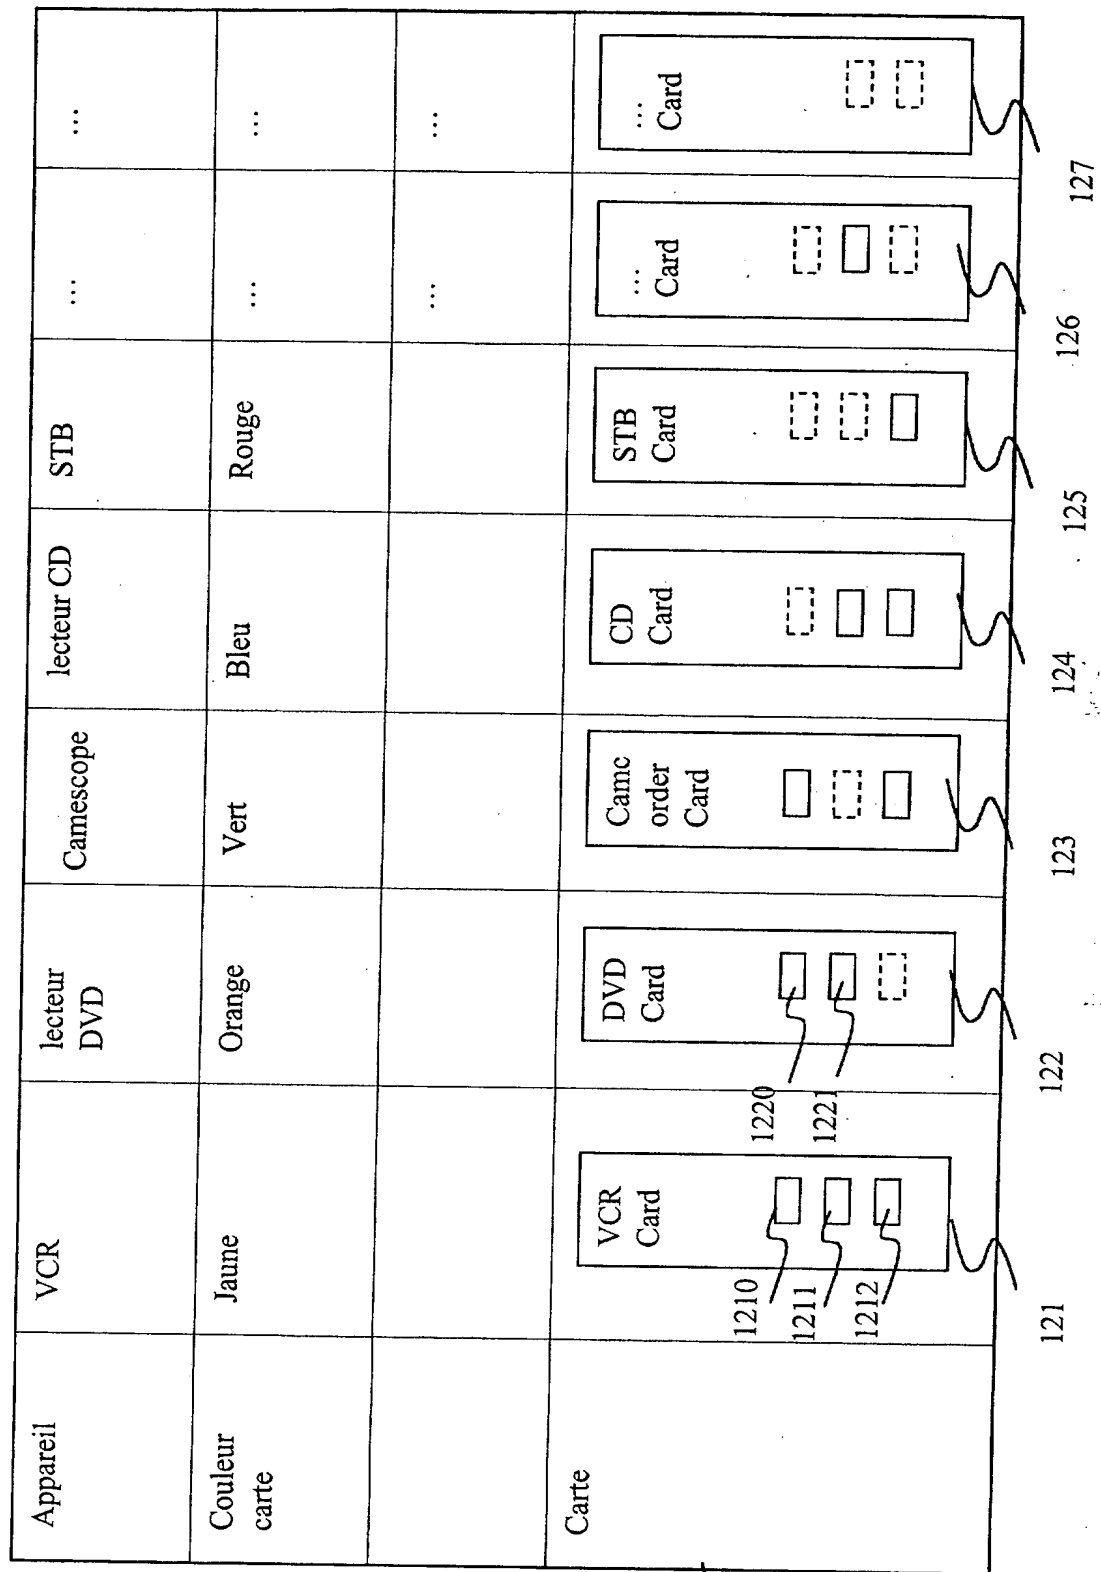 Appareil
VCR
lecteur
DVD
Camescope
lecteur CD
STB
...
...
Couleur
carte
Jaune
Orange
Vert
Bleu
Rouge
...
...
...
...
Carte
VCR
Card
1210
1211
1212
DVD
Card
1220
1221
Camc
order
Card
CD
Card
STB
Card
...
Card
...
Card
121
122
123
124
125
126
127